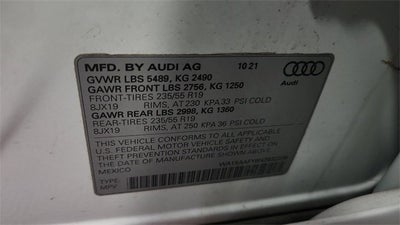 MFD. BY AUDI AG 10 21
GVWR LBS 5489, KG 2490
GAWR FRONT LBS 2756, KG 1250
FRONT-TIRES 235/55 R19
8JX19 RIMS, AT 230 KPA 33 PSI COLD
GAWR REAR LBS 2998, KG 1360
REAR-TIRES 235/55 R19
8JX19 RIMS, AT 250 KPA 36 PSI COLD
THIS VEHICLE CONFORMS TO ALL APPLICABLE
U.S. FEDERAL MOTOR VEHICLE SAFETY AND
THEFT PREVENTION STANDARDS IN EFFECT ON
THE DATE OF MANUFACTURE SHOWN ABOVE.
MEXICO
TYPE:
MPV
Audi